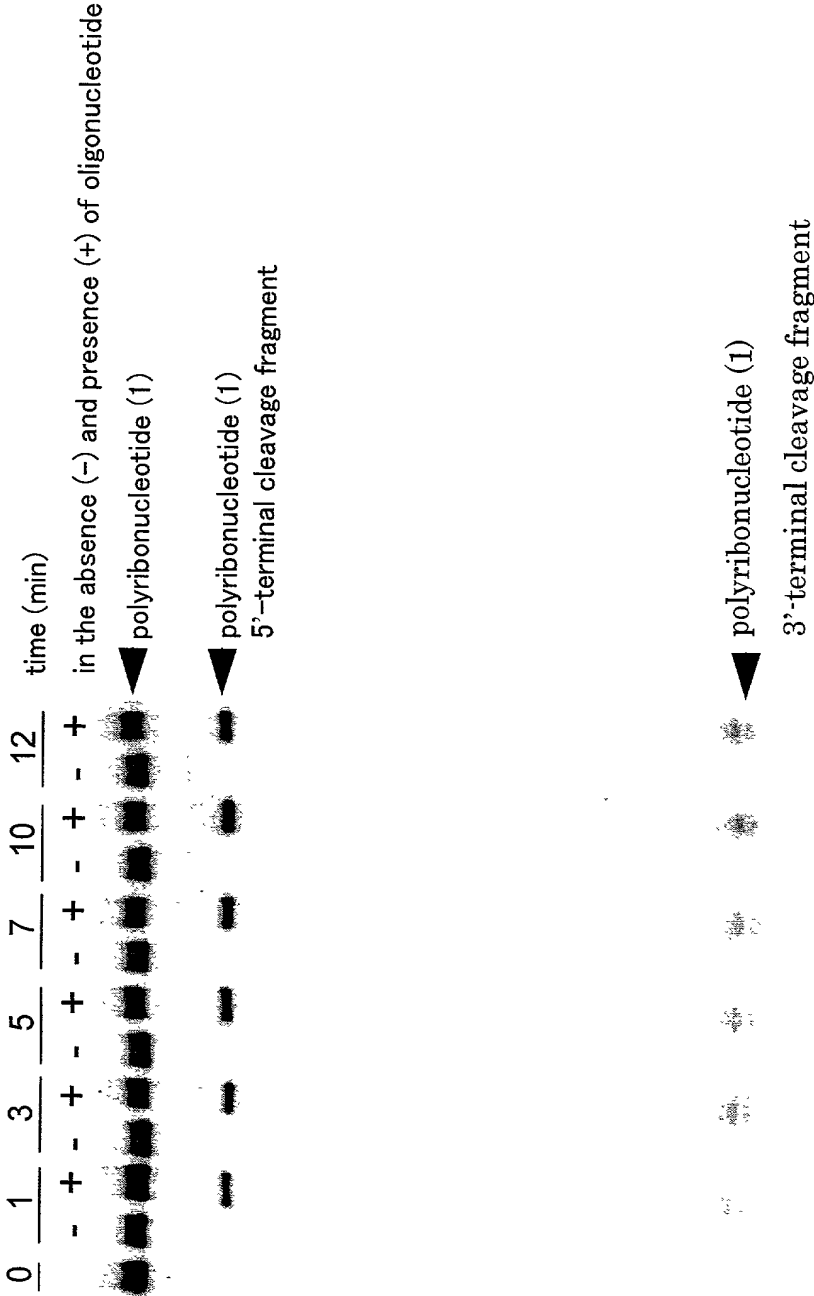 0 1 3 5 7 10 12 time (min)
- + - + - + - + - + - + in the absence (-) and presence (+) of oligonucleotide
polyribonucleotide (1)
polyribonucleotide (1)
5'-terminal cleavage fragment
polyribonucleotide (1)
3'-terminal cleavage fragment